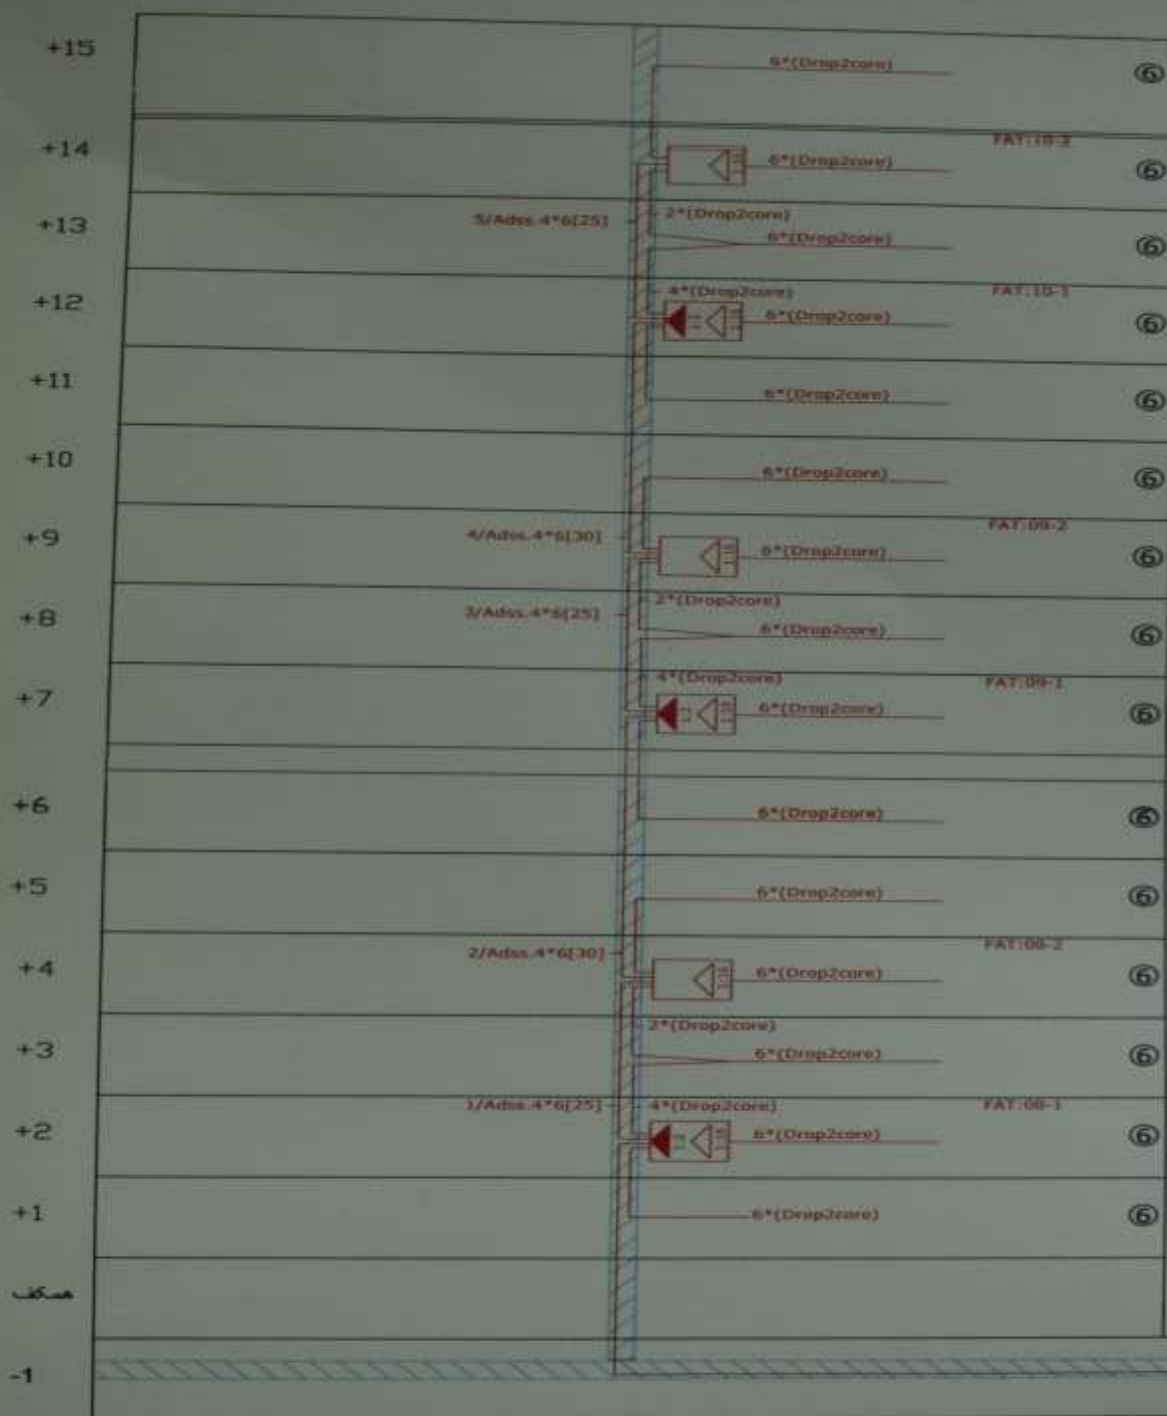 +15 6*(Drop2core) ⑥
FAT:10-2
+14 6*(Drop2core) ⑥
5/Adss.4*6[25] 2*(Drop2core)
+13 6*(Drop2core) ⑥
4*(Drop2core) FAT:10-1
+12 6*(Drop2core) ⑥
+11 6*(Drop2core) ⑥
+10 6*(Drop2core) ⑥
FAT:09-2
+9 4/Adss.4*6[30] 6*(Drop2core) ⑥
2*(Drop2core)
+8 3/Adss.4*6[25] 6*(Drop2core) ⑥
4*(Drop2core) FAT:09-1
+7 6*(Drop2core) ⑥
+6 6*(Drop2core) ⑥
+5 6*(Drop2core) ⑥
2/Adss.4*6[30] FAT:08-2
+4 6*(Drop2core) ⑥
2*(Drop2core)
+3 6*(Drop2core) ⑥
1/Adss.4*6[25] 4*(Drop2core) FAT:08-1
+2 6*(Drop2core) ⑥
+1 6*(Drop2core) ⑥
همکف
-1